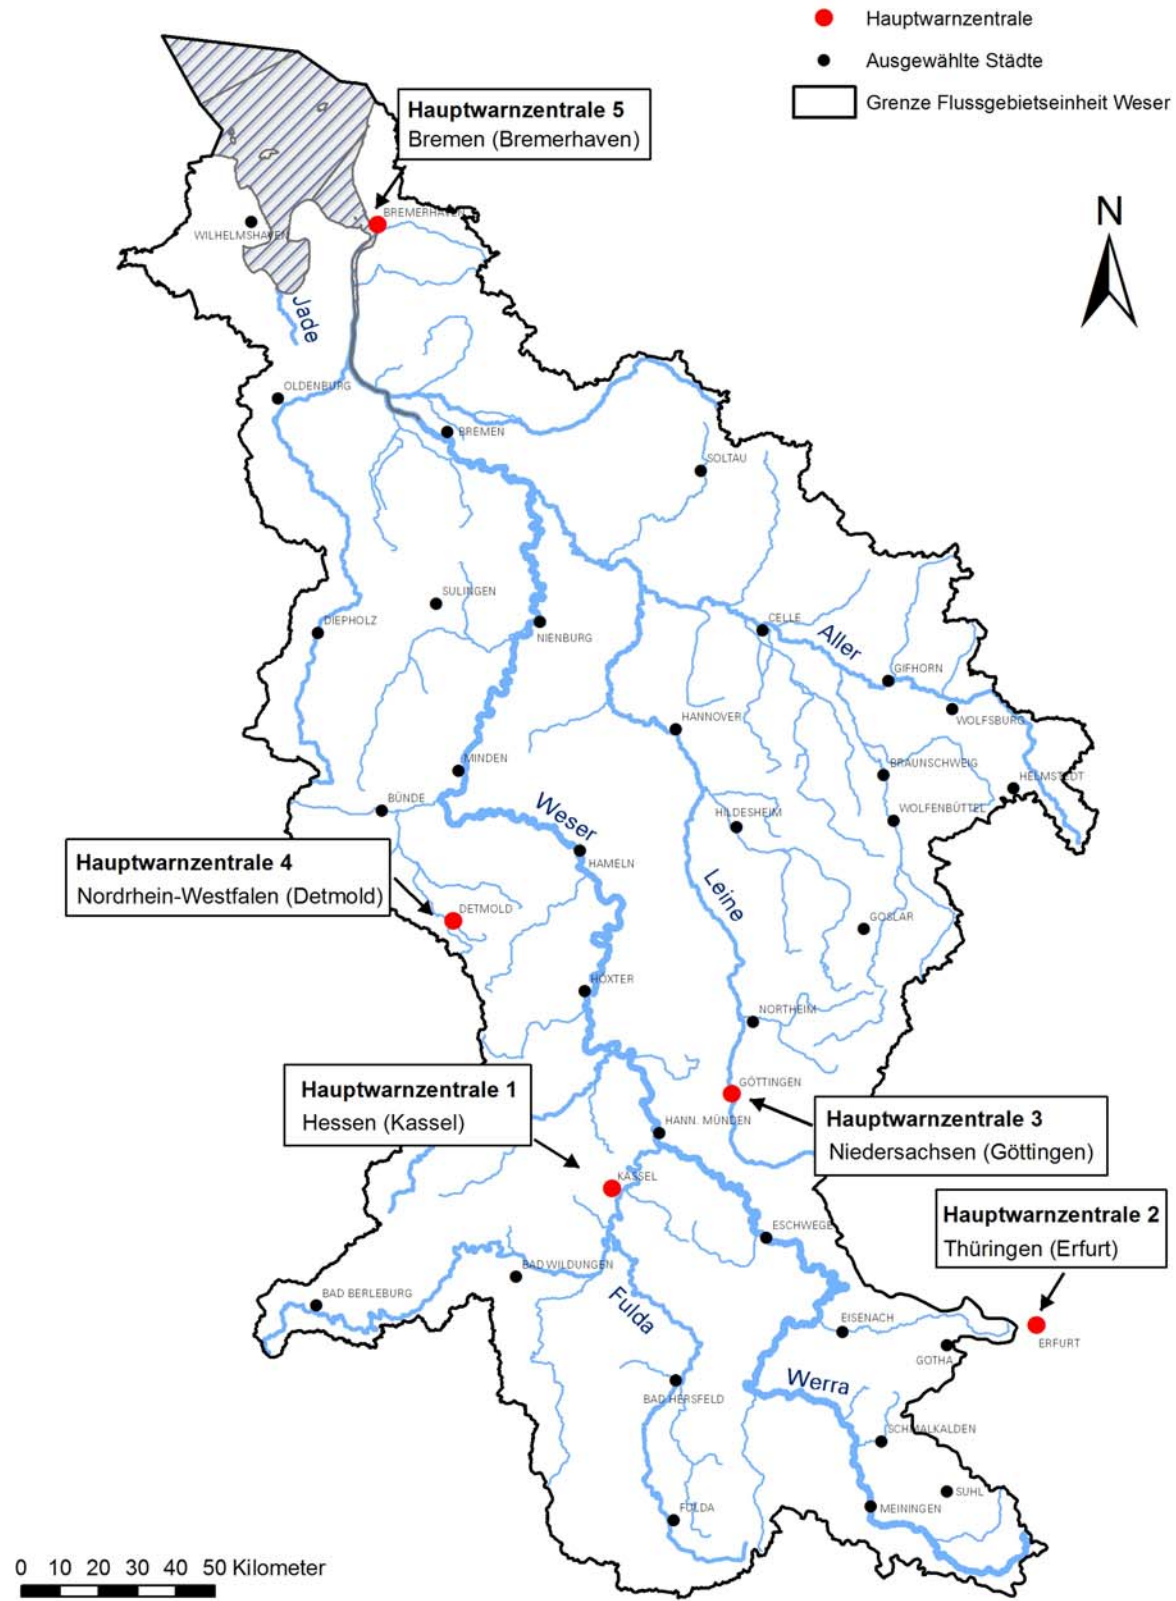 Hauptwarnzentrale
Ausgewählte Städte
Grenze Flussgebietseinheit Weser
Hauptwarnzentrale 5
Bremen (Bremerhaven)
N
BREMERHAVEN
WILHELMSHAVEN
Jade
OLDENBURG
BREMEN
SOLTAU
SULINGEN
DIEPHOLZ
NIENBURG
CELLE
Aller
GIFHORN
WOLFSBURG
HANNOVER
MINDEN
BRAUNSCHWEIG
HELMSTEDT
BÜNDE
Weser
HILDESHEIM
WOLFENBÜTTEL
HAMELN
Hauptwarnzentrale 4
Nordrhein-Westfalen (Detmold)
Leine
DETMOLD
GOSLAR
HÖXTER
NORTHEIM
Hauptwarnzentrale 1
Hessen (Kassel)
GÖTTINGEN
HANN. MÜNDEN
Hauptwarnzentrale 3
Niedersachsen (Göttingen)
KASSEL
Hauptwarnzentrale 2
Thüringen (Erfurt)
ESCHWEGE
BAD WILDUNGEN
BAD BERLEBURG
Fulda
EISENACH
ERFURT
GOTHA
Werra
BAD HERSFELD
SCHMALKALDEN
SUHL
FULDA
MEININGEN
0 10 20 30 40 50 Kilometer